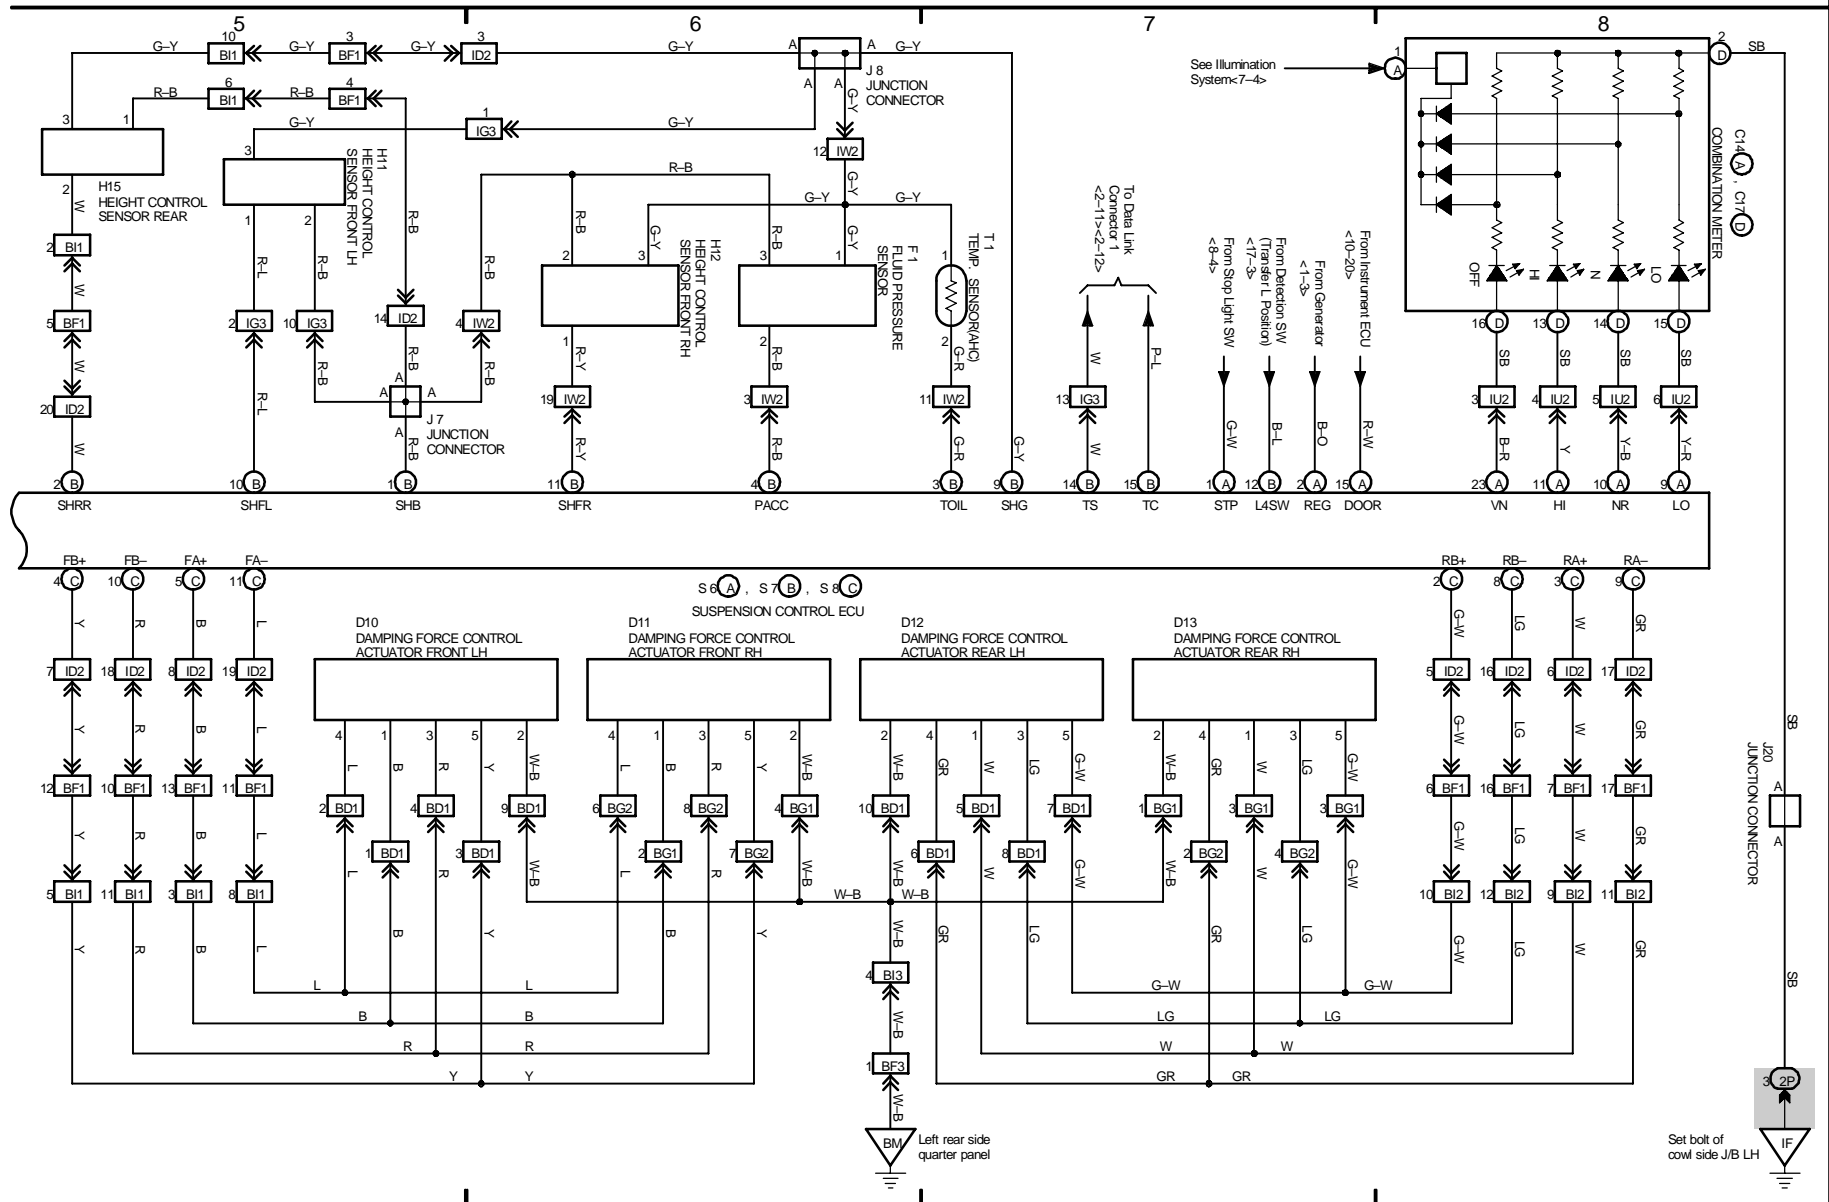 5 6 7 8
G–Y 10 BI1 G–Y 3 BF1 G–Y 3 ID2 G–Y A A G–Y
J 8
JUNCTION
CONNECTOR
R–B 6 BI1 R–B 4 BF1
A A G–Y
G–Y 1 IG3 G–Y
12 IW2
G–Y
See Illumination
System<7–4>
1 A
2 D SB
C14 A , C17 D
COMBINATION METER
OFF HI N LO
3 1
2
H15
HEIGHT CONTROL
SENSOR REAR
3
1 2
H11
HEIGHT CONTROL
SENSOR FRONT LH
R–B
R–B
G–Y G–Y
2 3
1
H12
HEIGHT CONTROL
SENSOR FRONT RH
R–B G–Y
3 1
2
F 1
FLUID PRESSURE
SENSOR
R–B G–Y
1
2
T 1
TEMP. SENSOR(AHC)
To Data Link
Connector 1
<2–11><2–12>
From Stop Light SW
<8–4>
From Detection SW
(Transfer L Position)
<17–3>
From Generator
<1–3>
From Instrument ECU
<10–20>
W R–L R–B R–B R–Y R–B G–R
2 BI1
W
5 BF1 2 IG3 10 IG3 14 ID2 4 IW2
W R–L R–B R–B R–B
20 ID2
W
A A A A
J 7
JUNCTION
CONNECTOR
R–B
19 IW2 3 IW2 11 IW2 13 IG3
R–Y R–B G–R G–Y W W P–L G–W B–L B–O R–W
16 D 13 D 14 D 15 D
SB SB SB SB
3 IU2 4 IU2 5 IU2 6 IU2
B–R Y Y–B Y–R
2 B 10 B 1 B 11 B 4 B 3 B 9 B 14 B 15 B 1 A 12 B 2 A 15 A 23 A 11 A 10 A 9 A
SHRR SHFL SHB SHFR PACC TOIL SHG TS TC STP L4SW REG DOOR VN HI NR LO
FB+ FB– FA+ FA– RB+ RB– RA+ RA–
4 C 10 C 5 C 11 C 2 C 8 C 3 C 9 C
S 6 A , S 7 B , S 8 C
SUSPENSION CONTROL ECU
Y R B L G–W LG W GR
D10
DAMPING FORCE CONTROL
ACTUATOR FRONT LH
D11
DAMPING FORCE CONTROL
ACTUATOR FRONT RH
D12
DAMPING FORCE CONTROL
ACTUATOR REAR LH
D13
DAMPING FORCE CONTROL
ACTUATOR REAR RH
7 ID2 18 ID2 8 ID2 19 ID2 5 ID2 16 ID2 6 ID2 17 ID2
Y R B L G–W LG W GR
SB
4 1 3 5 2 4 1 3 5 2 2 4 1 3 5 2 4 1 3 5
L B R Y W–B L B R Y W–B W–B GR W LG G–W W–B GR W LG G–W
12 BF1 10 BF1 13 BF1 11 BF1 6 BF1 16 BF1 7 BF1 17 BF1
2 BD1 4 BD1 9 BD1 6 BG2 8 BG2 4 BG1 10 BD1 5 BD1 7 BD1 1 BG1 3 BG1 3 BG1
A
A
J20
JUNCTION CONNECTOR
Y R B L G–W LG W GR
1 BD1 3 BD1 2 BG1 7 BG2 6 BD1 8 BD1 2 BG2 4 BG2
L R W–B L R W–B W–B W G–W W–B W G–W
5 BI1 11 BI1 3 BI1 8 BI1 10 BI2 12 BI2 9 BI2 11 BI2
W–B W–B
Y R B L B Y B Y W–B GR LG GR LG G–W LG W GR
4 BI3
SB
L L G–W G–W
B B LG LG
W–B
R R W W
1 BF3
Y Y GR GR
3 2P
W–B
BM
Left rear side
quarter panel
Set bolt of
cowl side J/B LH
IF